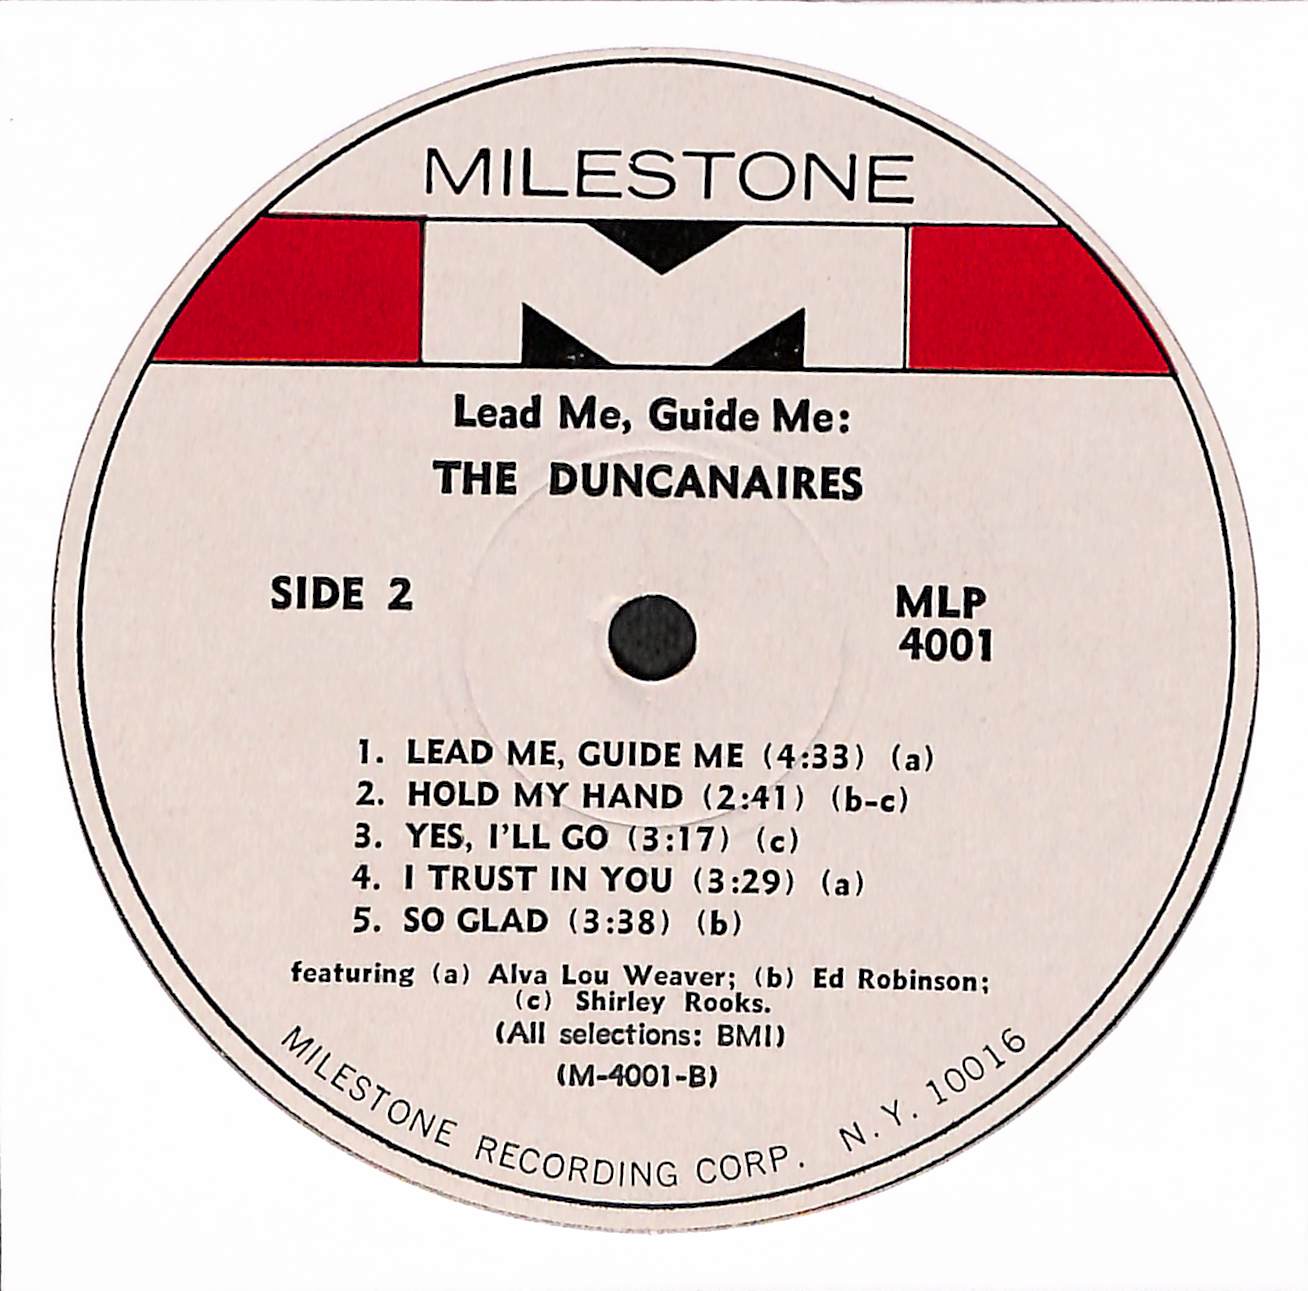 MILESTONE
Lead Me, Guide Me:
THE DUNCANAIRES
SIDE 2
MLP
4001
1. LEAD ME, GUIDE ME (4:33) (a)
2. HOLD MY HAND (2:41) (b-c)
3. YES, I'LL GO (3:17) (c)
4. I TRUST IN YOU (3:29) (a)
5. SO GLAD (3:38) (b)
featuring (a) Alva Lou Weaver; (b) Ed Robinson;
(c) Shirley Rooks.
(All selections: BMI)
(M-4001-B)
MILESTONE RECORDING CORP. N.Y. 10016